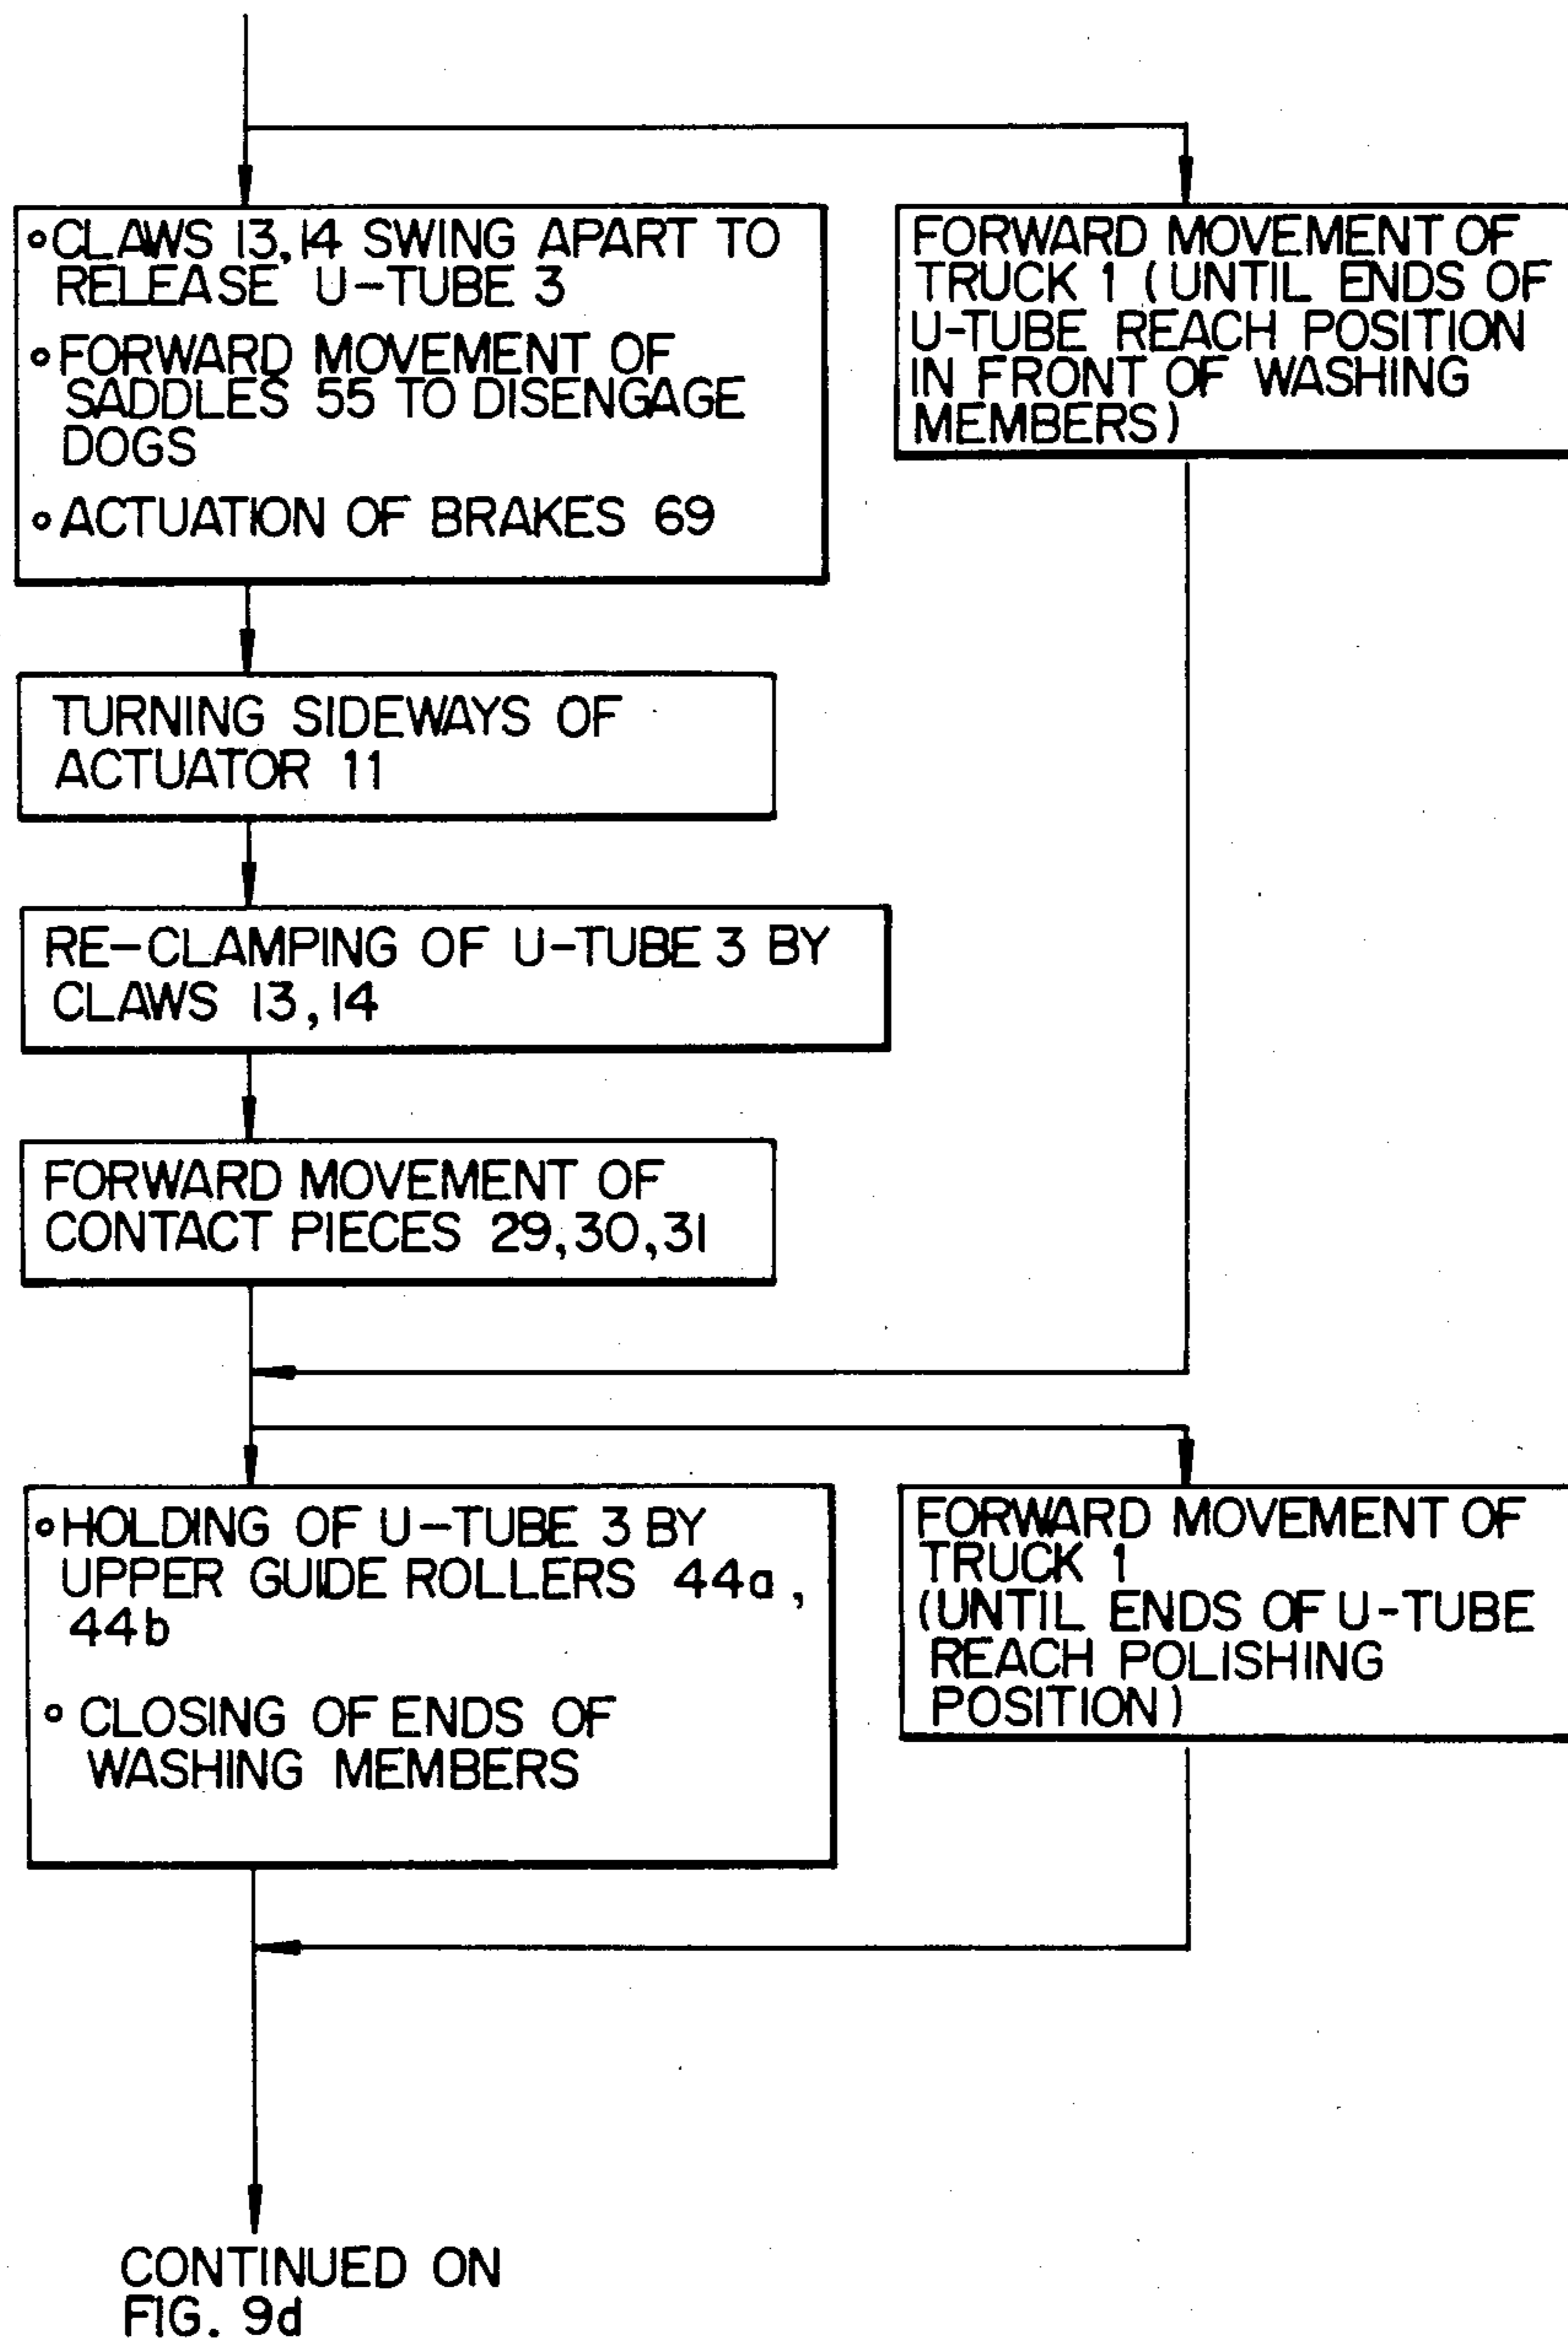 ∘CLAWS 13,14 SWING APART TO
RELEASE U-TUBE 3
∘FORWARD MOVEMENT OF
SADDLES 55 TO DISENGAGE
DOGS
∘ACTUATION OF BRAKES 69
FORWARD MOVEMENT OF
TRUCK 1 (UNTIL ENDS OF
U-TUBE REACH POSITION
IN FRONT OF WASHING
MEMBERS)
TURNING SIDEWAYS OF
ACTUATOR 11
RE-CLAMPING OF U-TUBE 3 BY
CLAWS 13,14
FORWARD MOVEMENT OF
CONTACT PIECES 29,30,31
∘HOLDING OF U-TUBE 3 BY
UPPER GUIDE ROLLERS 44a,
44b
∘ CLOSING OF ENDS OF
WASHING MEMBERS
FORWARD MOVEMENT OF
TRUCK 1
(UNTIL ENDS OF U-TUBE
REACH POLISHING
POSITION)
CONTINUED ON
FIG. 9d